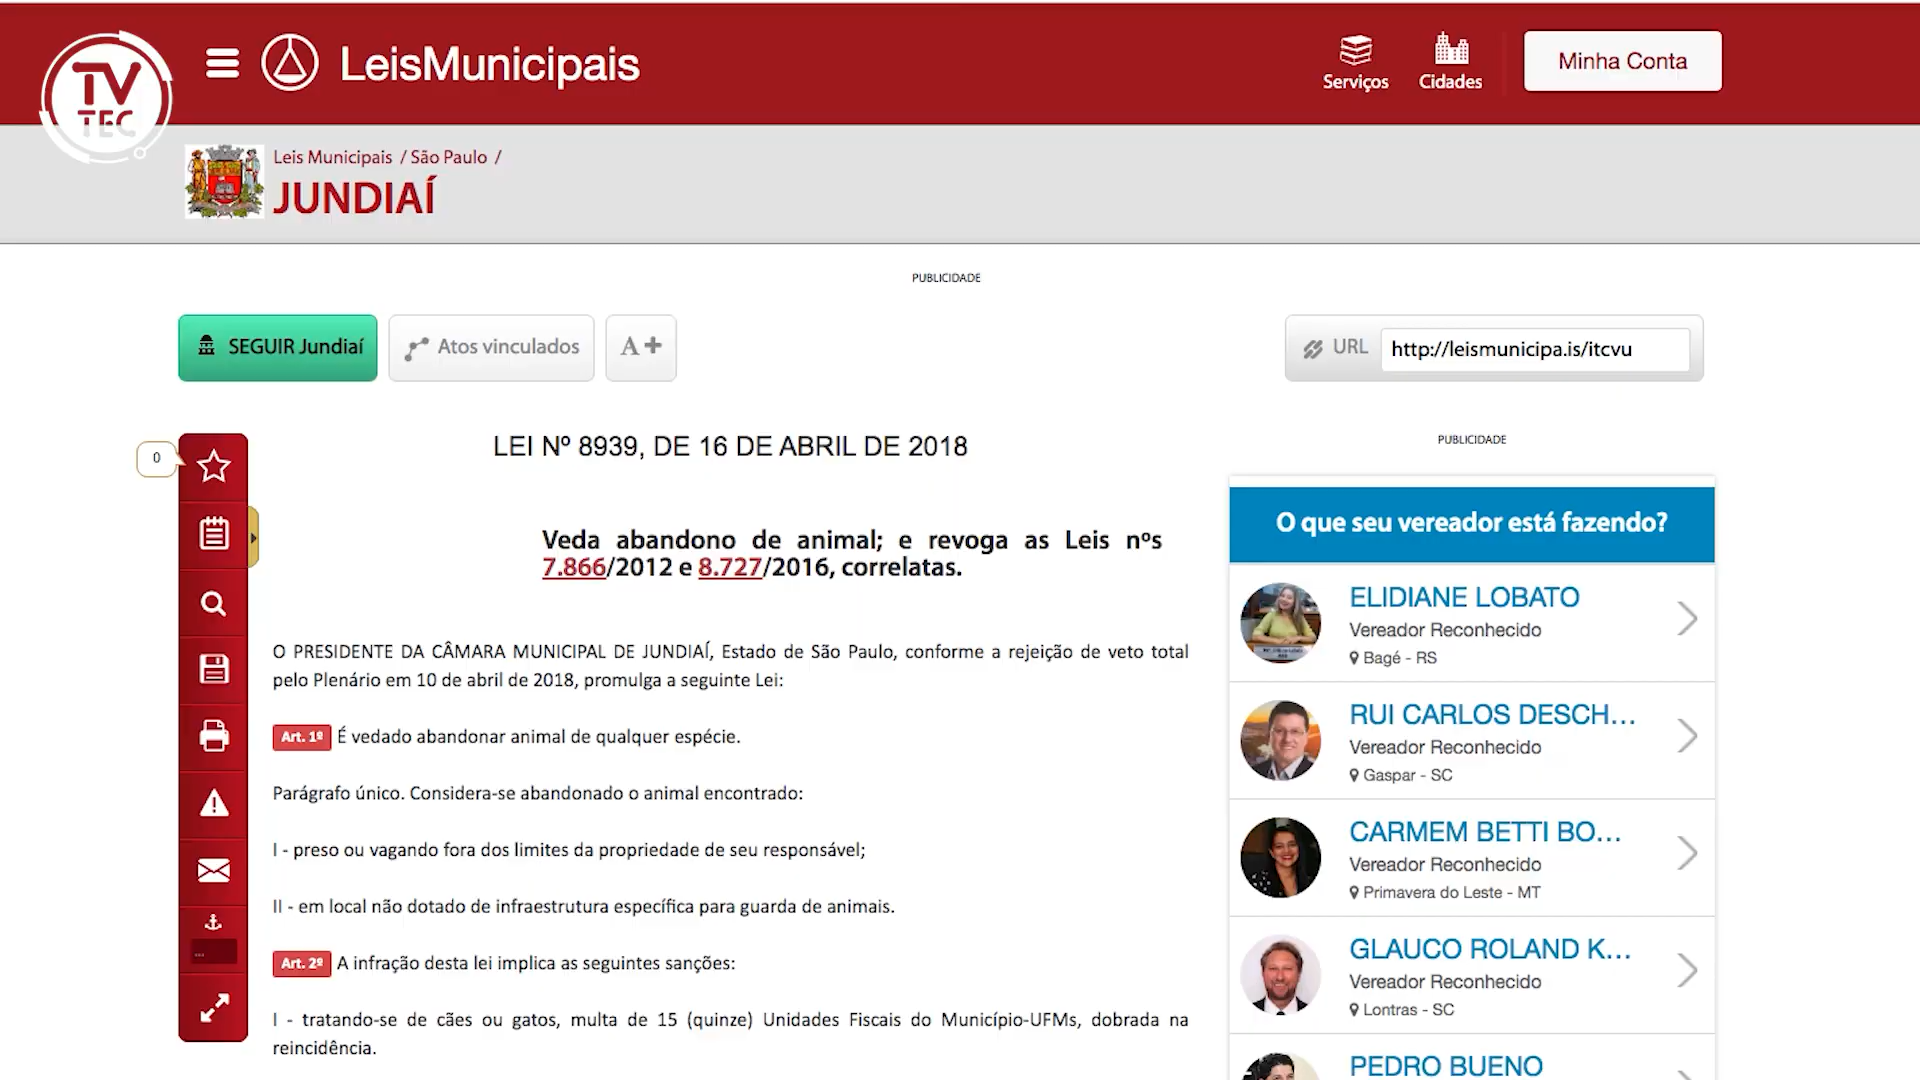 TV
TEC
LeisMunicipais
Serviços
Cidades
Minha Conta
Leis Municipais / São Paulo /
JUNDIAÍ
PUBLICIDADE
SEGUIR Jundiaí
Atos vinculados
A+
URL
http://leismunicipa.is/itcvu
0
LEI Nº 8939, DE 16 DE ABRIL DE 2018
Veda abandono de animal; e revoga as Leis nºs
7.866/2012 e 8.727/2016, correlatas.
O PRESIDENTE DA CÂMARA MUNICIPAL DE JUNDIAÍ, Estado de São Paulo, conforme a rejeição de veto total
pelo Plenário em 10 de abril de 2018, promulga a seguinte Lei:
Art. 1º É vedado abandonar animal de qualquer espécie.
Parágrafo único. Considera-se abandonado o animal encontrado:
I - preso ou vagando fora dos limites da propriedade de seu responsável;
II - em local não dotado de infraestrutura específica para guarda de animais.
Art. 2º A infração desta lei implica as seguintes sanções:
I - tratando-se de cães ou gatos, multa de 15 (quinze) Unidades Fiscais do Município-UFMs, dobrada na
reincidência.
...
PUBLICIDADE
O que seu vereador está fazendo?
ELIDIANE LOBATO
Vereador Reconhecido
Bagé - RS
RUI CARLOS DESCH...
Vereador Reconhecido
Gaspar - SC
CARMEM BETTI BO...
Vereador Reconhecido
Primavera do Leste - MT
GLAUCO ROLAND K...
Vereador Reconhecido
Lontras - SC
PEDRO BUENO